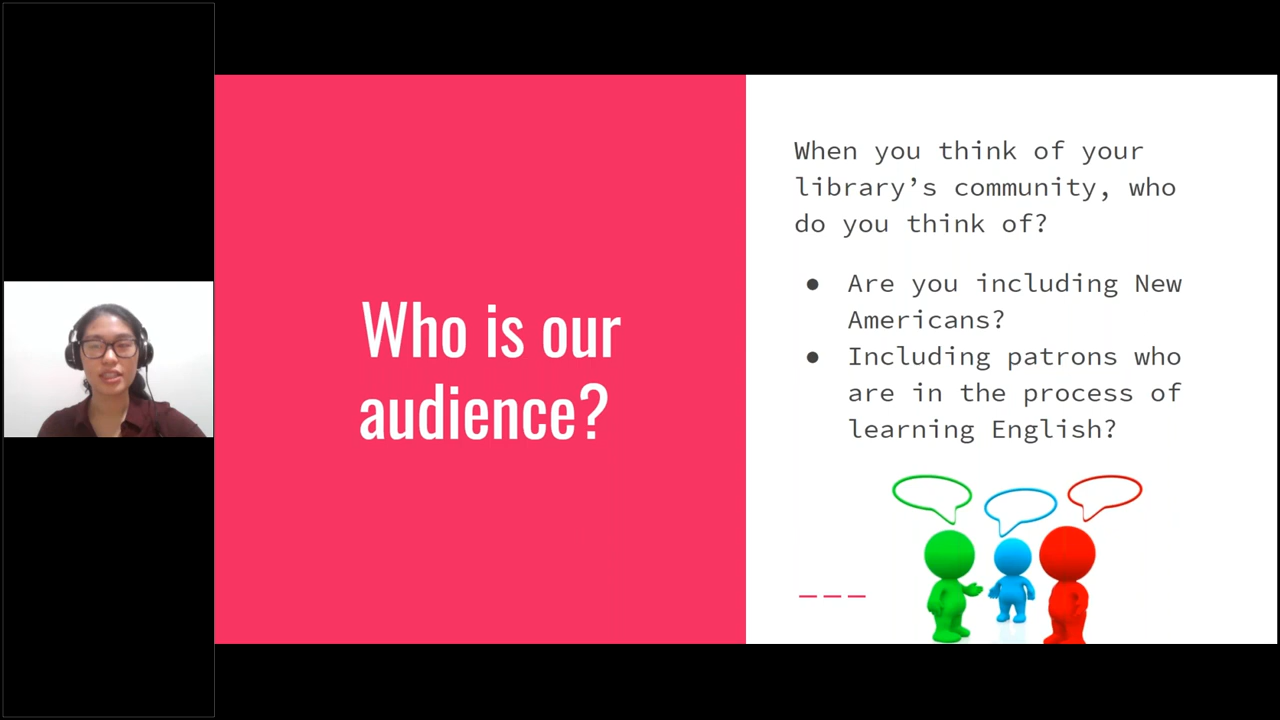 Who is our
audience?
When you think of your
library’s community, who
do you think of?
● Are you including New
Americans?
● Including patrons who
are in the process of
learning English?